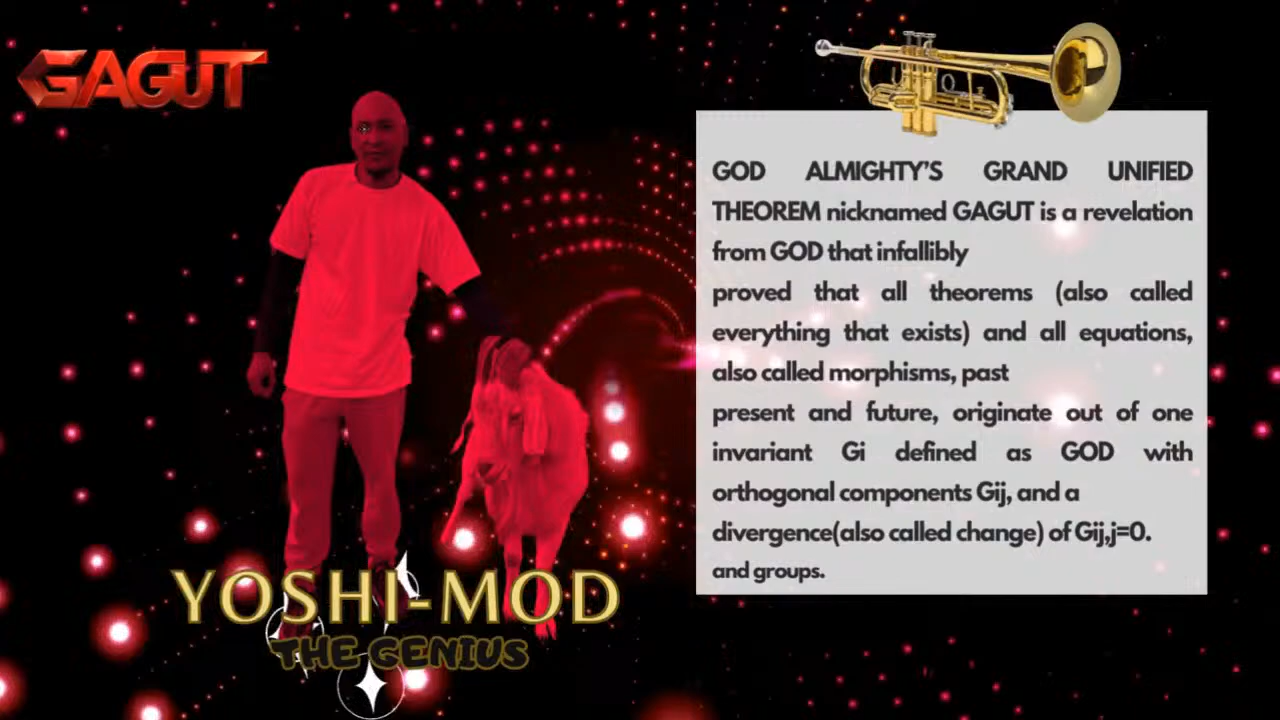 GAGUT
GOD ALMIGHTY'S GRAND UNIFIED
THEOREM nicknamed GAGUT is a revelation
from GOD that infallibly
proved that all theorems (also called
everything that exists) and all equations,
also called morphisms, past
present and future, originate out of one
invariant Gi defined as GOD with
orthogonal components Gij, and a
divergence(also called change) of Gij,j=0.
and groups.
YOSHI-MOD
THE GENIUS